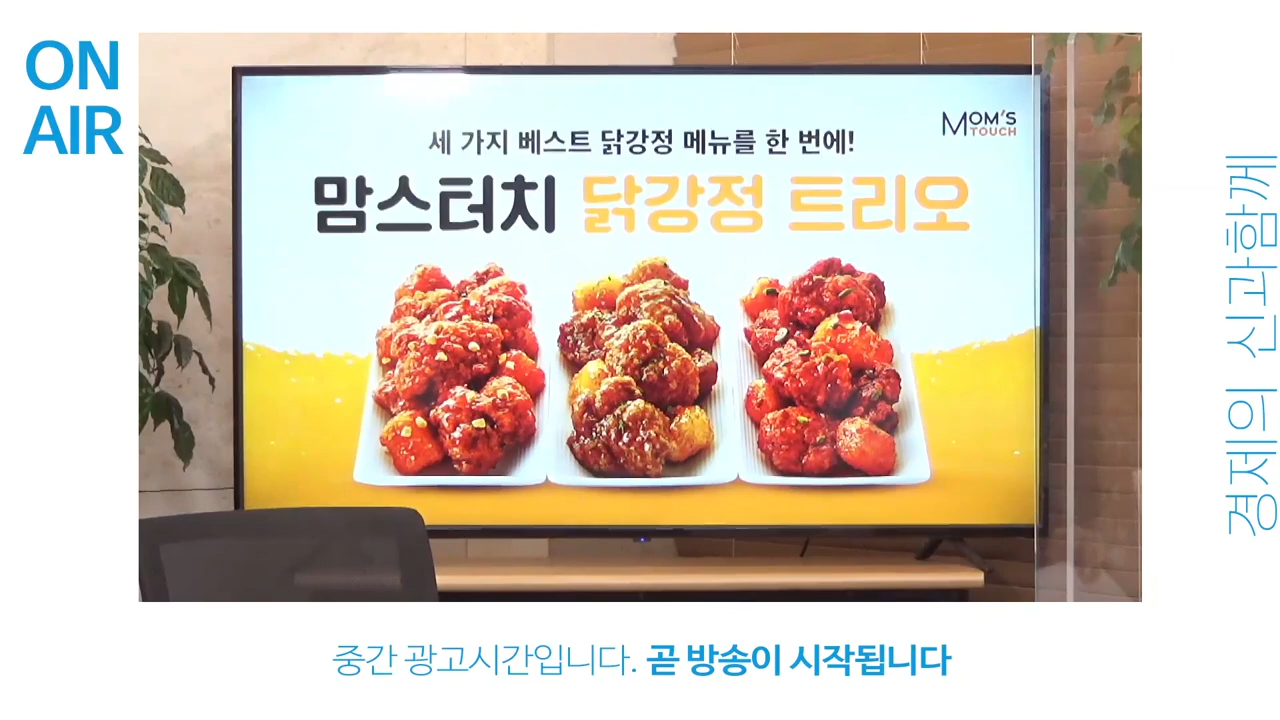 ON
AIR
세 가지 베스트 닭강정 메뉴를 한 번에!
MOM'S
TOUCH
맘스터치 닭강정 트리오
경제의 신과함께
중간 광고시간입니다. 곧 방송이 시작됩니다